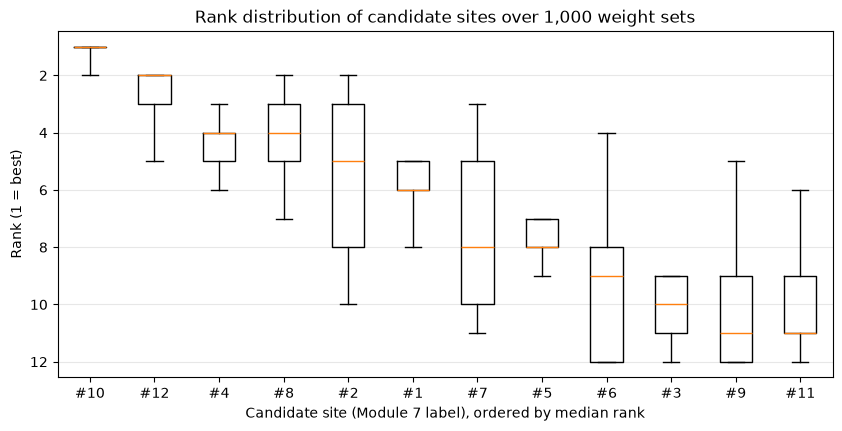 Rank distribution of candidate sites over 1,000 weight sets
Rank (1 = best)
2
4
6
8
10
12
#10 #12 #4 #8 #2 #1 #7 #5 #6 #3 #9 #11
Candidate site (Module 7 label), ordered by median rank